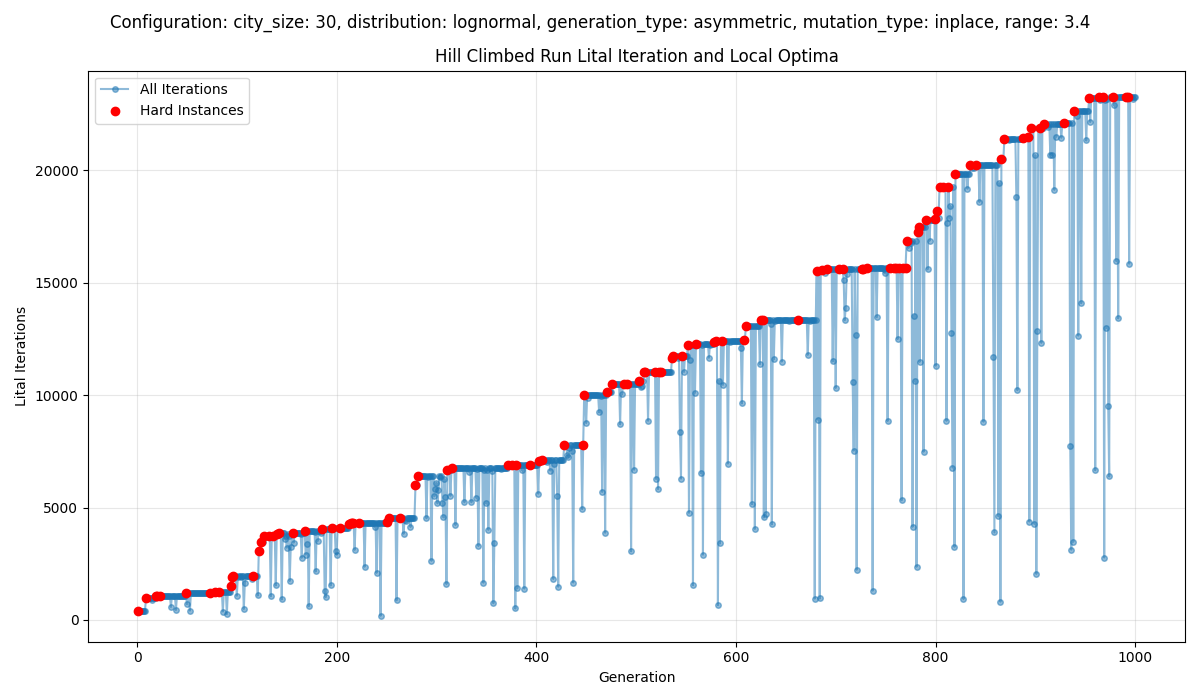 Configuration: city_size: 30, distribution: lognormal, generation_type: asymmetric, mutation_type: inplace, range: 3.4
Hill Climbed Run Lital Iteration and Local Optima
All Iterations
Hard Instances
Lital Iterations
20000
15000
10000
5000
0
0 200 400 600 800 1000
Generation